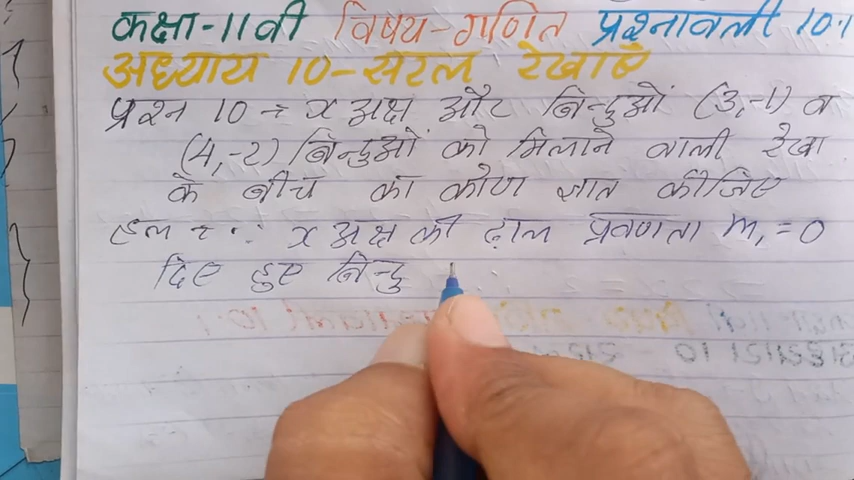 कक्षा-11वी विषय-गणित प्रश्नावली 10.1
अध्याय 10-सरल रेखाएँ
प्रश्न 10 ÷ x अक्ष और बिन्दुओं (3,-1) व
(4,-2) बिन्दुओं को मिलाने वाली रेखा
के बीच का कोण ज्ञात कीजिए
हल ÷ ∵ x अक्ष की ढाल प्रवणता m₁ = 0
दिए हुए बिन्दु